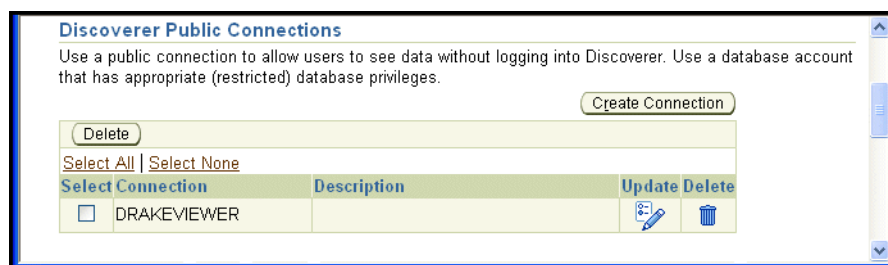 Discoverer Public Connections
Use a public connection to allow users to see data without logging into Discoverer. Use a database account
that has appropriate (restricted) database privileges.
Create Connection
Delete
Select All | Select None
Select Connection Description Update Delete
DRAKEVIEWER